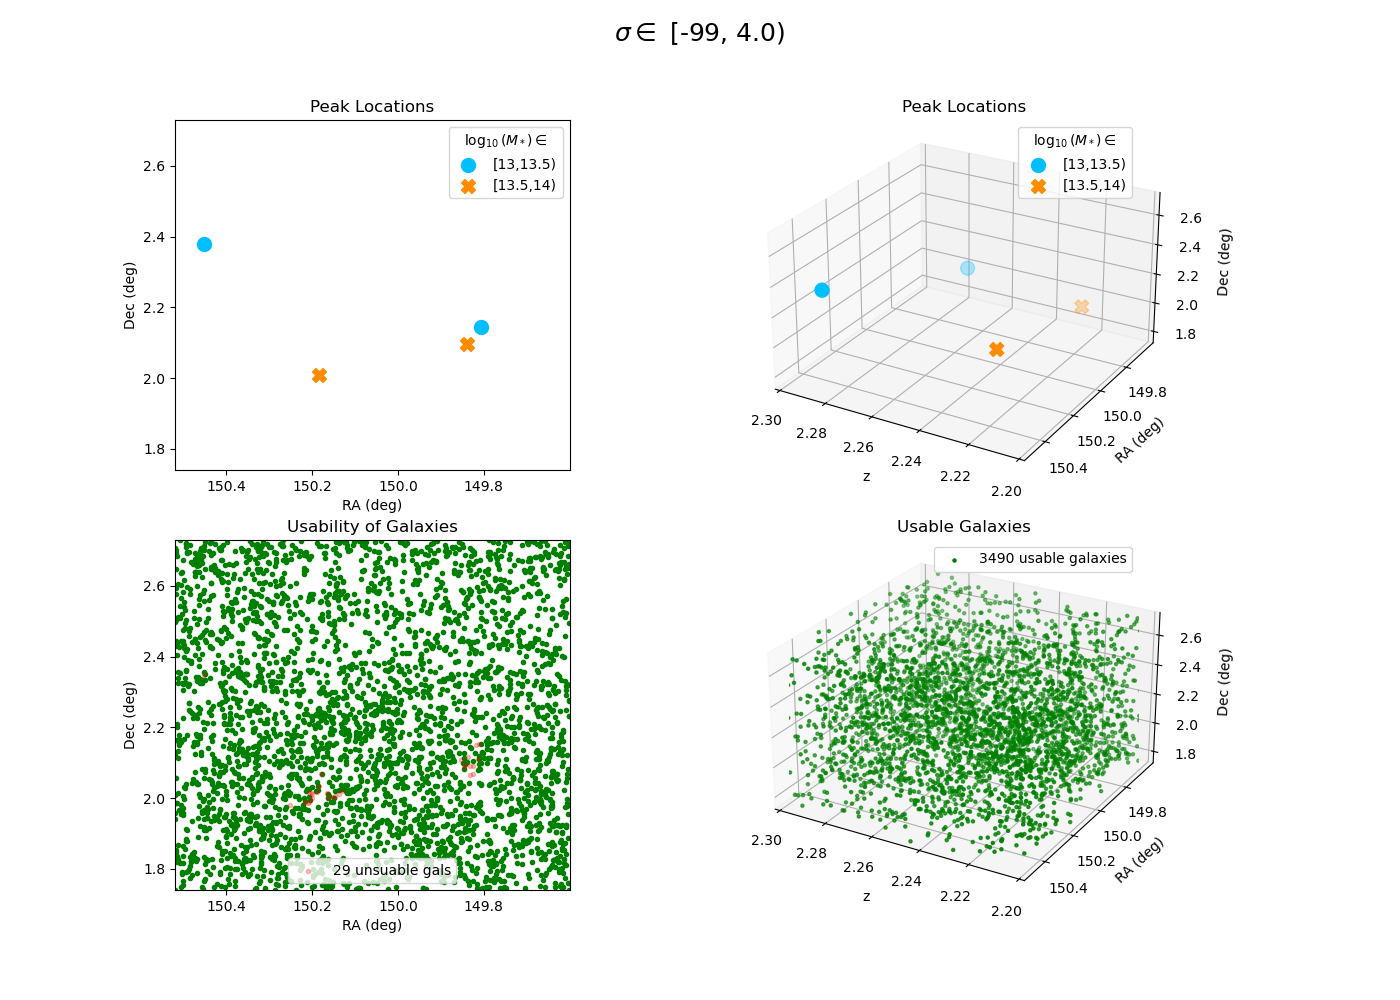 σ ∈ [-99, 4.0)
Peak Locations
log₁₀(M*) ∈
[13,13.5)
[13.5,14)
2.6
2.4
2.2
2.0
1.8
Dec (deg)
150.4 150.2 150.0 149.8
RA (deg)
Peak Locations
log₁₀(M*) ∈
[13,13.5)
[13.5,14)
2.6
2.4
2.2
2.0
1.8
Dec (deg)
149.8
150.0
150.2
150.4
RA (deg)
2.30
2.28
2.26
2.24
2.22
2.20
z
Usability of Galaxies
2.6
2.4
2.2
2.0
1.8
Dec (deg)
29 unsuable gals
150.4 150.2 150.0 149.8
RA (deg)
Usable Galaxies
3490 usable galaxies
2.6
2.4
2.2
2.0
1.8
Dec (deg)
149.8
150.0
150.2
150.4
RA (deg)
2.30
2.28
2.26
2.24
2.22
2.20
z